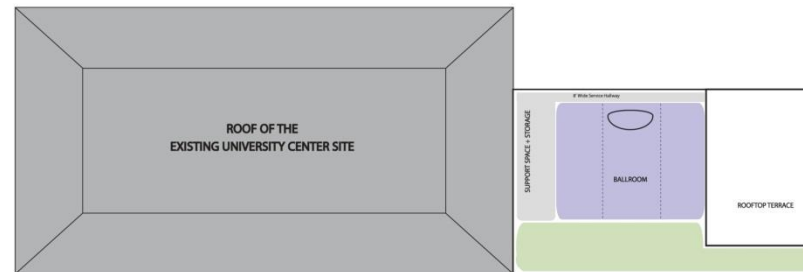 ROOF OF THE
EXISTING UNIVERSITY CENTER SITE
8' Wide Service Hallway
SUPPORT SPACE + STORAGE
BALLROOM
ROOFTOP TERRACE